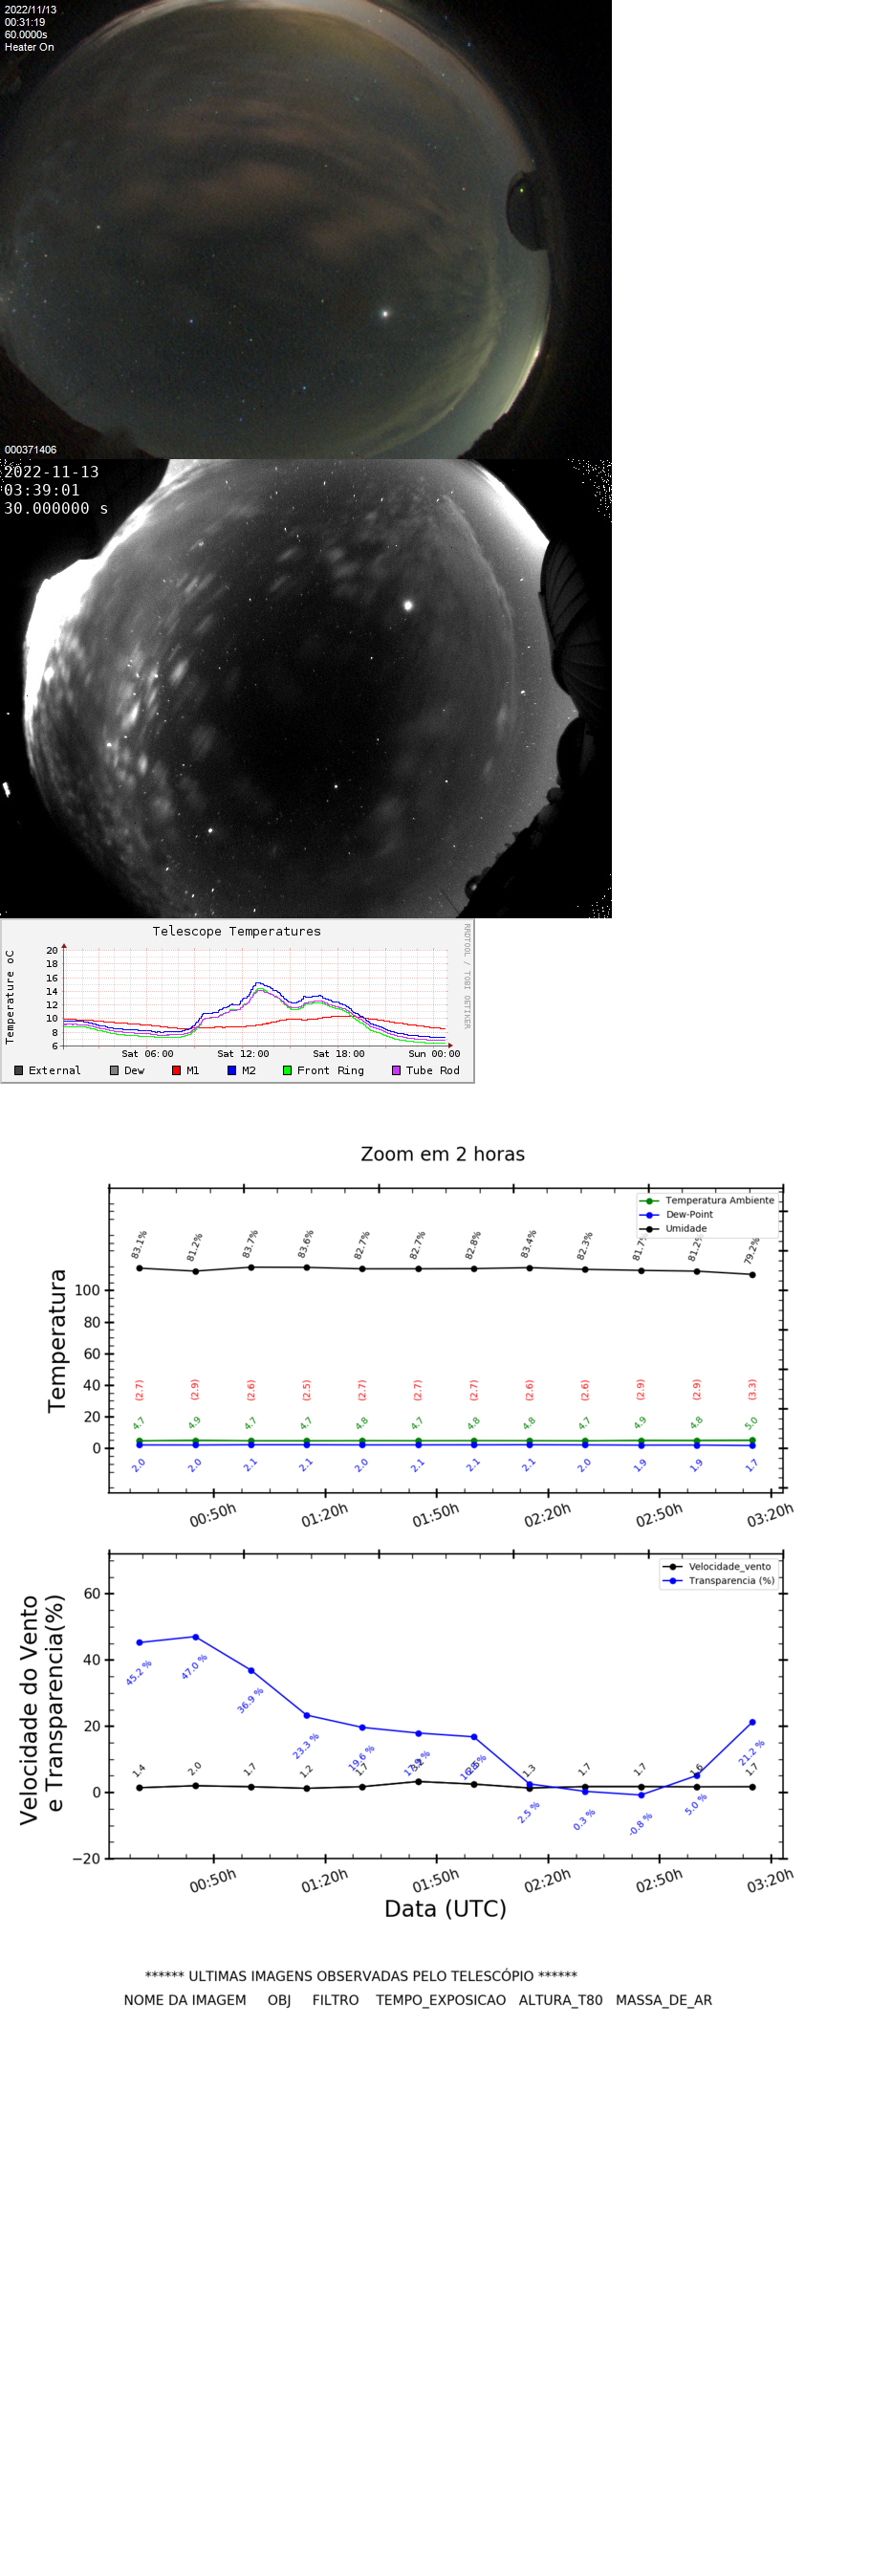 2022/11/13
00:31:19
60.0000s
Heater On
000371406
2022-11-13
03:39:01
30.000000 s
Telescope Temperatures
RRDTOOL / TOBI OETIKER
Temperature oC
20
18
16
14
12
10
8
6
Sat 06:00 Sat 12:00 Sat 18:00 Sun 00:00
External Dew M1 M2 Front Ring Tube Rod
Zoom em 2 horas
Temperatura Ambiente
Dew-Point
Umidade
83.1% 81.2% 83.7% 83.6% 82.7% 82.7% 82.8% 83.4% 82.3% 81.7% 81.2% 79.2%
Temperatura
100
80
60
40
20
0
(2.7) (2.9) (2.6) (2.5) (2.7) (2.7) (2.7) (2.6) (2.6) (2.9) (2.9) (3.3)
4.7 4.9 4.7 4.7 4.8 4.7 4.8 4.8 4.7 4.9 4.8 5.0
2.0 2.0 2.1 2.1 2.0 2.1 2.1 2.1 2.0 1.9 1.9 1.7
00:50h 01:20h 01:50h 02:20h 02:50h 03:20h
Velocidade_vento
Transparencia (%)
Velocidade do Vento
e Transparencia(%)
60
40
20
0
−20
45.2 % 47.0 % 36.9 % 23.3 % 19.6 % 2.5 % 0.3 % -0.8 % 5.0 % 21.2 %
1.4 2.0 1.7 1.2 1.7 1.3 1.7 1.7 1.6 1.7
00:50h 01:20h 01:50h 02:20h 02:50h 03:20h
Data (UTC)
****** ULTIMAS IMAGENS OBSERVADAS PELO TELESCÓPIO ******
NOME DA IMAGEM OBJ FILTRO TEMPO_EXPOSICAO ALTURA_T80 MASSA_DE_AR